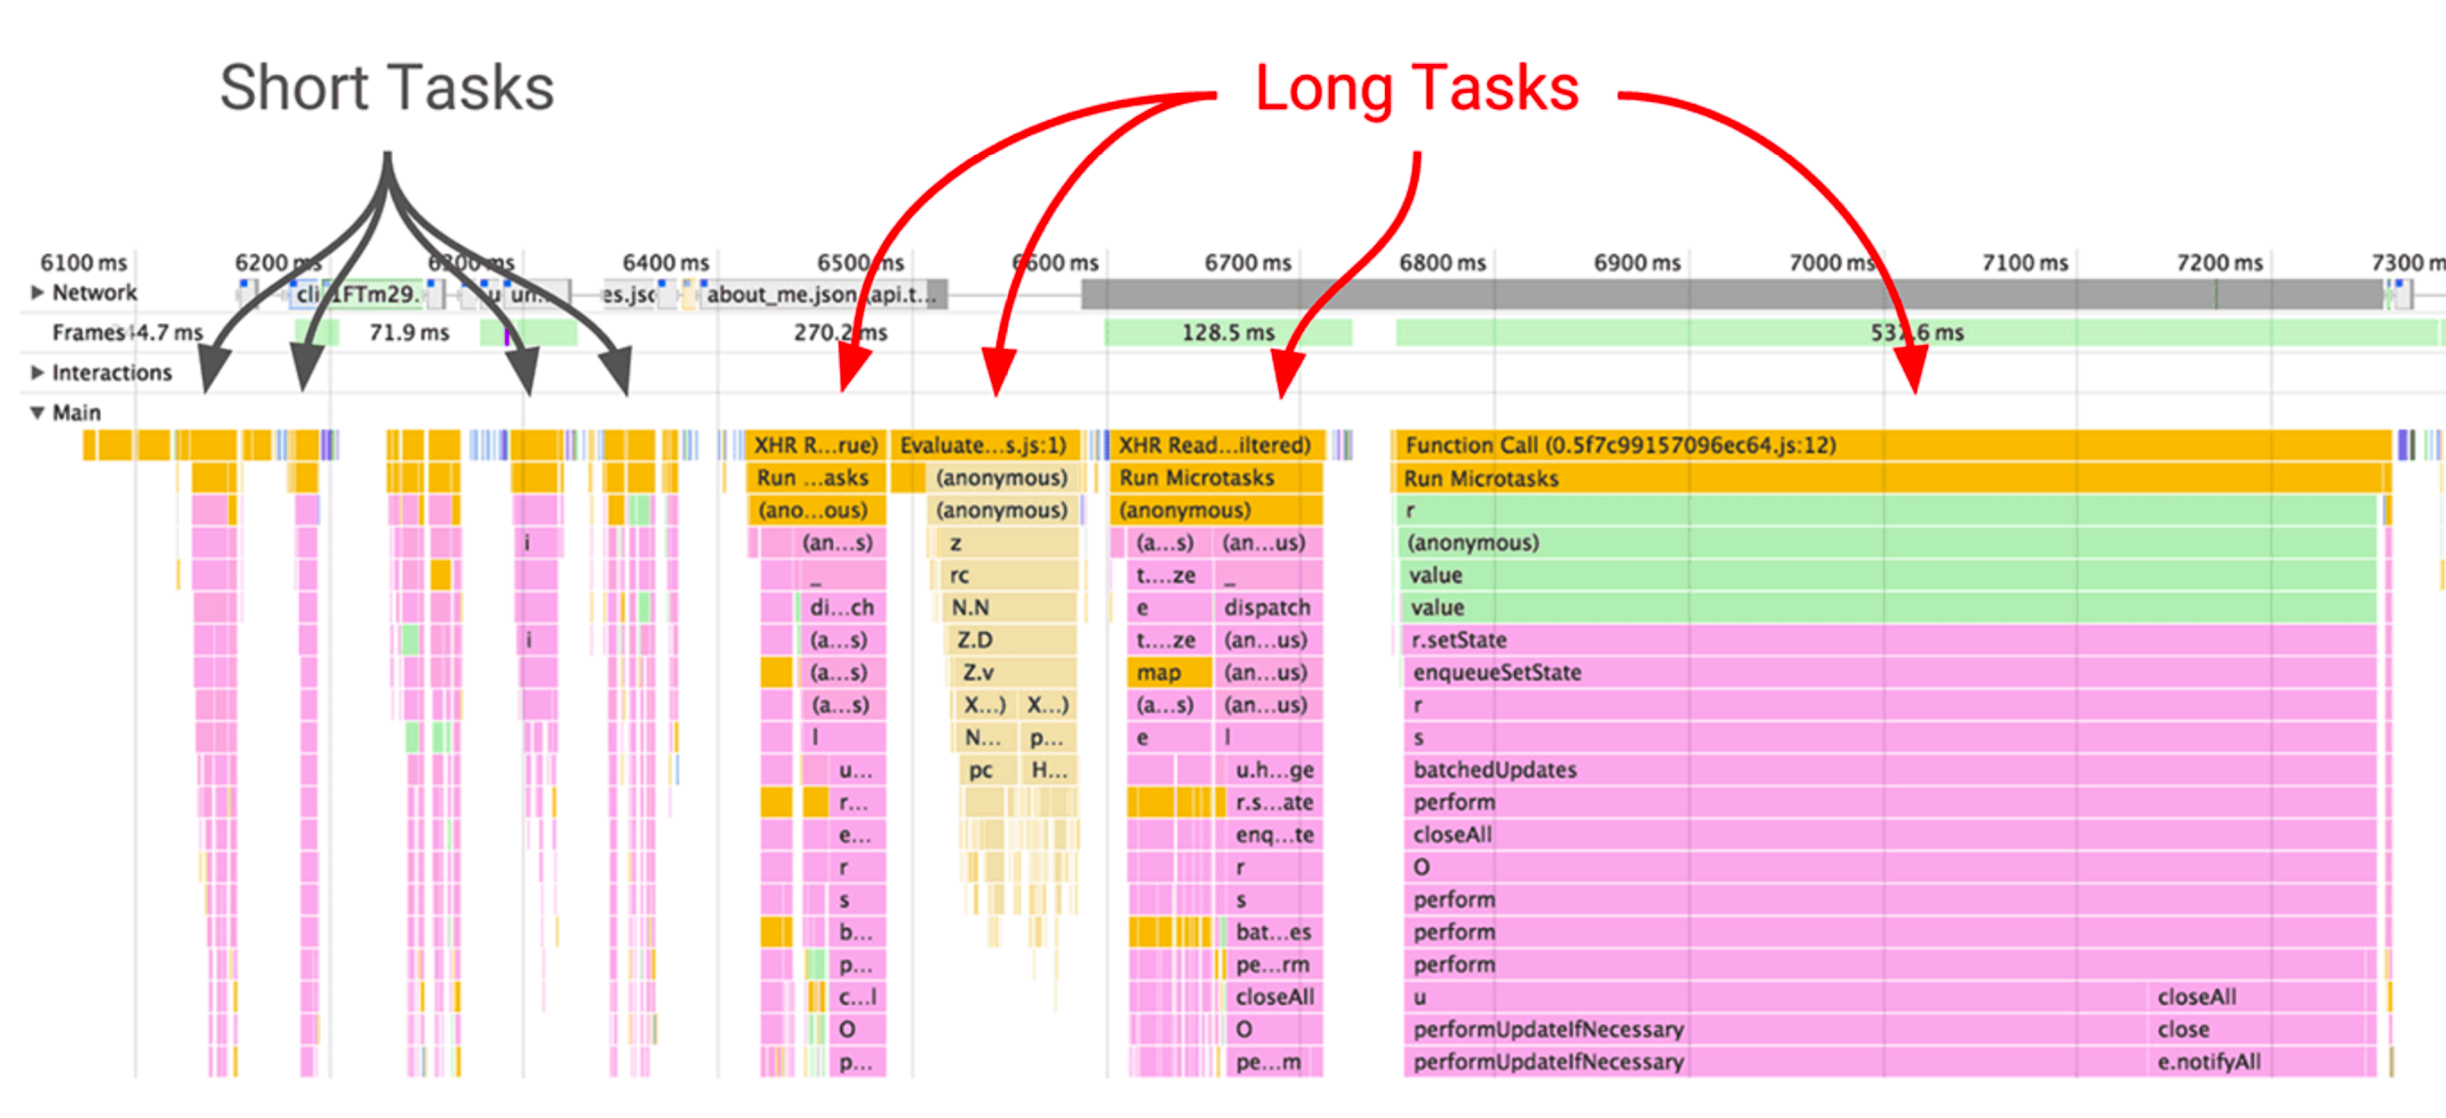 Short Tasks
Long Tasks
6100 ms 6200 ms 6300 ms 6400 ms 6500 ms 6600 ms 6700 ms 6800 ms 6900 ms 7000 ms 7100 ms 7200 ms 7300 m
Network cli 1FTm29. u un... es.jsc about_me.json (api.t...
Frames 44.7 ms 71.9 ms 270.2 ms 128.5 ms 537.6 ms
Interactions
Main
XHR R...rue) Evaluate...s.js:1) XHR Read...iltered) Function Call (0.5f7c99157096ec64.js:12)
Run ...asks (anonymous) Run Microtasks Run Microtasks
(ano...ous) (anonymous) (anonymous) r
i (an...s) z (a...s) (an...us) (anonymous)
_ rc t....ze _ value
di...ch N.N e dispatch value
i (a...s) Z.D t....ze (an...us) r.setState
(a...s) Z.v map (an...us) enqueueSetState
(a...s) X...) X...) (a...s) (an...us) r
l N... p... e l s
u... pc H... u.h...ge batchedUpdates
r... r.s...ate perform
e... enq...te closeAll
r r O
s s perform
b... bat...es perform
p... pe...rm perform
c...l closeAll u closeAll
O O performUpdateIfNecessary close
p... pe...m performUpdateIfNecessary e.notifyAll